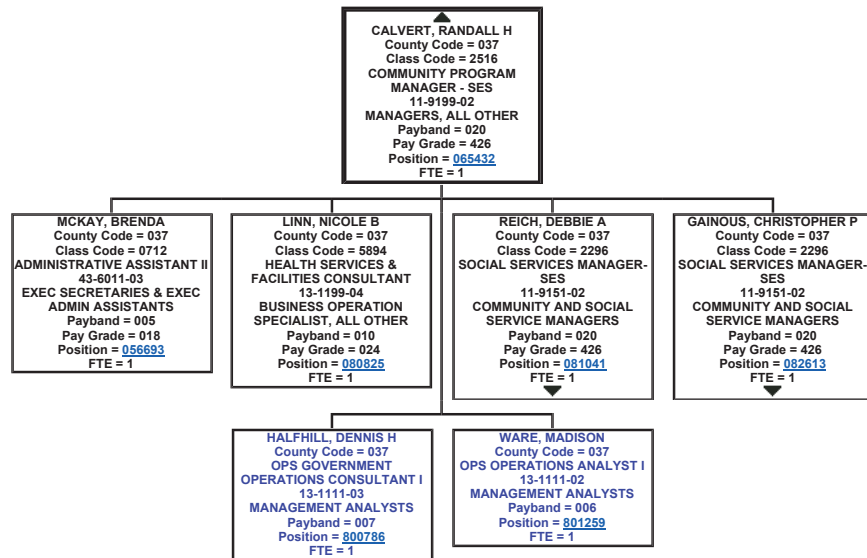 CALVERT, RANDALL H
County Code = 037
Class Code = 2516
COMMUNITY PROGRAM
MANAGER - SES
11-9199-02
MANAGERS, ALL OTHER
Payband = 020
Pay Grade = 426
Position = 065432
FTE = 1
MCKAY, BRENDA
County Code = 037
Class Code = 0712
ADMINISTRATIVE ASSISTANT II
43-6011-03
EXEC SECRETARIES & EXEC
ADMIN ASSISTANTS
Payband = 005
Pay Grade = 018
Position = 056693
FTE = 1
LINN, NICOLE B
County Code = 037
Class Code = 5894
HEALTH SERVICES &
FACILITIES CONSULTANT
13-1199-04
BUSINESS OPERATION
SPECIALIST, ALL OTHER
Payband = 010
Pay Grade = 024
Position = 080825
FTE = 1
REICH, DEBBIE A
County Code = 037
Class Code = 2296
SOCIAL SERVICES MANAGER-
SES
11-9151-02
COMMUNITY AND SOCIAL
SERVICE MANAGERS
Payband = 020
Pay Grade = 426
Position = 081041
FTE = 1
GAINOUS, CHRISTOPHER P
County Code = 037
Class Code = 2296
SOCIAL SERVICES MANAGER-
SES
11-9151-02
COMMUNITY AND SOCIAL
SERVICE MANAGERS
Payband = 020
Pay Grade = 426
Position = 082613
FTE = 1
HALFHILL, DENNIS H
County Code = 037
OPS GOVERNMENT
OPERATIONS CONSULTANT I
13-1111-03
MANAGEMENT ANALYSTS
Payband = 007
Position = 800786
FTE = 1
WARE, MADISON
County Code = 037
OPS OPERATIONS ANALYST I
13-1111-02
MANAGEMENT ANALYSTS
Payband = 006
Position = 801259
FTE = 1